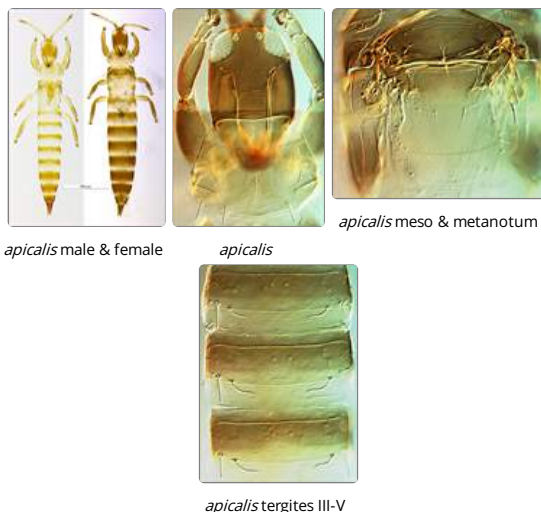 apicalis male & female
apicalis
apicalis meso & metanotum
apicalis tergites III-V